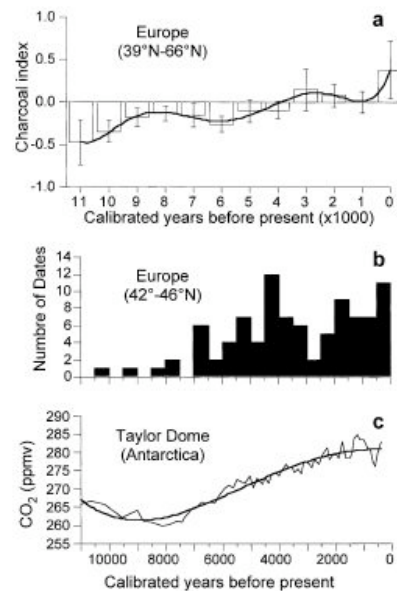 a
Europe
(39°N-66°N)
Charcoal index
1.0
0.5
0.0
-0.5
-1.0
11 10 9 8 7 6 5 4 3 2 1 0
Calibrated years before present (x1000)
b
Europe
(42°-46°N)
Numbre of Dates
14
12
10
8
6
4
2
0
c
Taylor Dome
(Antarctica)
CO2 (ppmv)
290
285
280
275
270
265
260
255
10000 8000 6000 4000 2000 0
Calibrated years before present